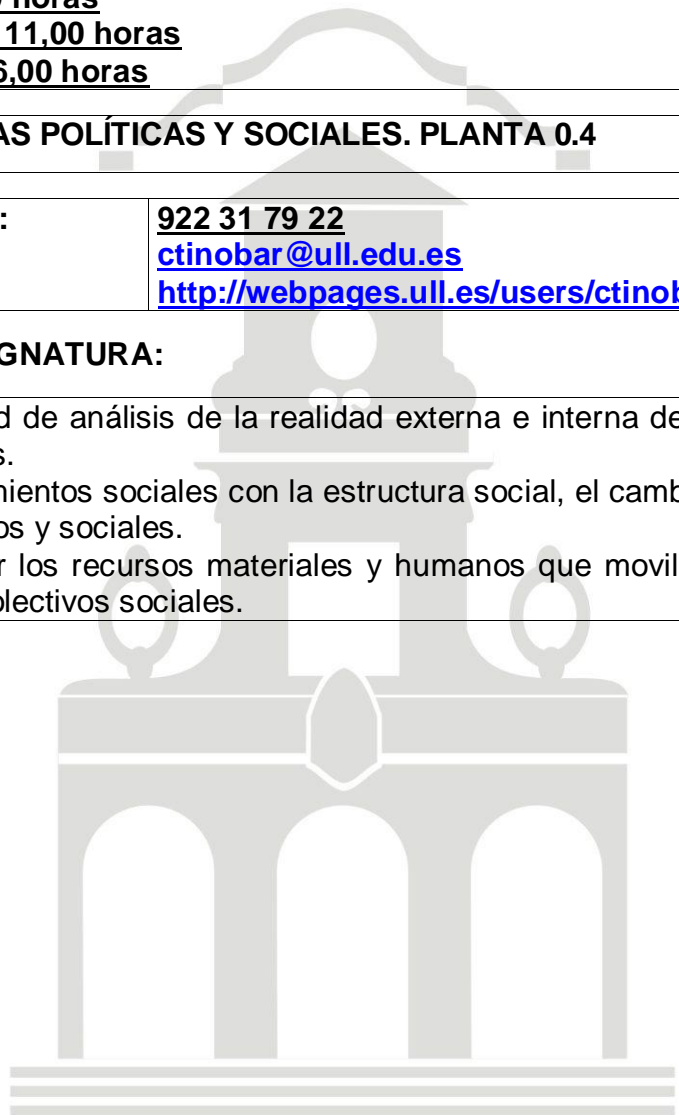 horas
11,00 horas
6,00 horas
AS POLÍTICAS Y SOCIALES. PLANTA 0.4
: 922 31 79 22
ctinobar@ull.edu.es
http://webpages.ull.es/users/ctinob
GNATURA:
d de análisis de la realidad externa e interna de
s.
mientos sociales con la estructura social, el camb
os y sociales.
r los recursos materiales y humanos que movil
olectivos sociales.